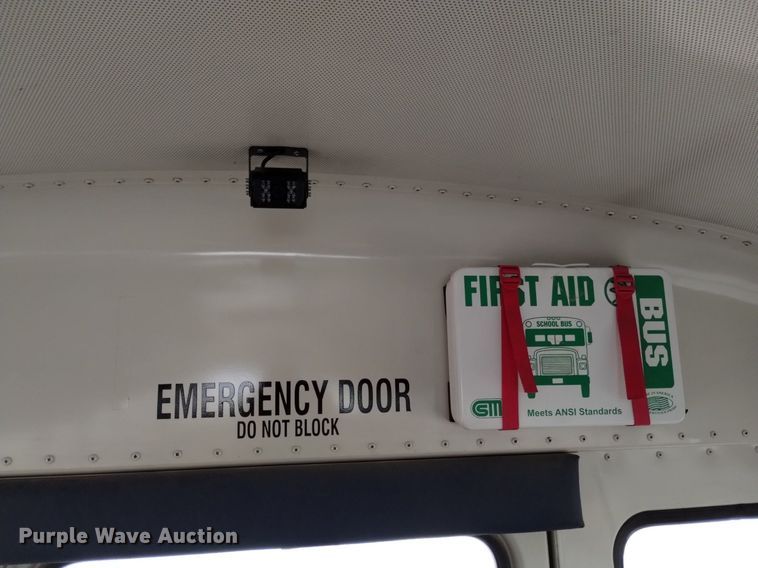 FIRST AID
BUS
SCHOOL BUS
EMERGENCY DOOR
DO NOT BLOCK
Meets ANSI Standards
Purple Wave Auction